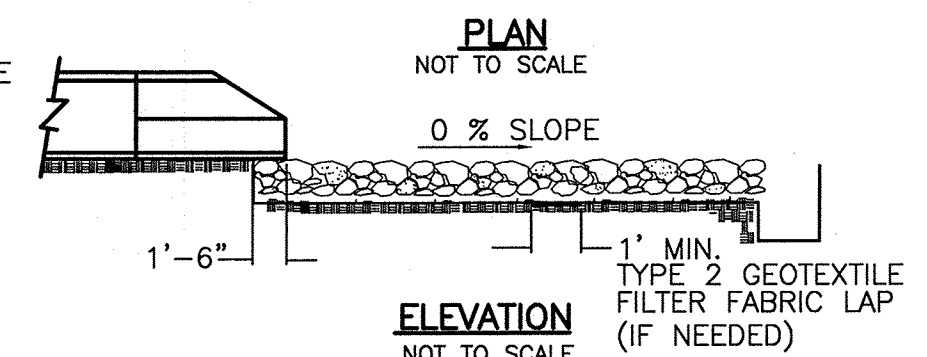 PLAN
NOT TO SCALE
E
0 % SLOPE
1'-6"
1' MIN.
TYPE 2 GEOTEXTILE
FILTER FABRIC LAP
(IF NEEDED)
ELEVATION
NOT TO SCALE